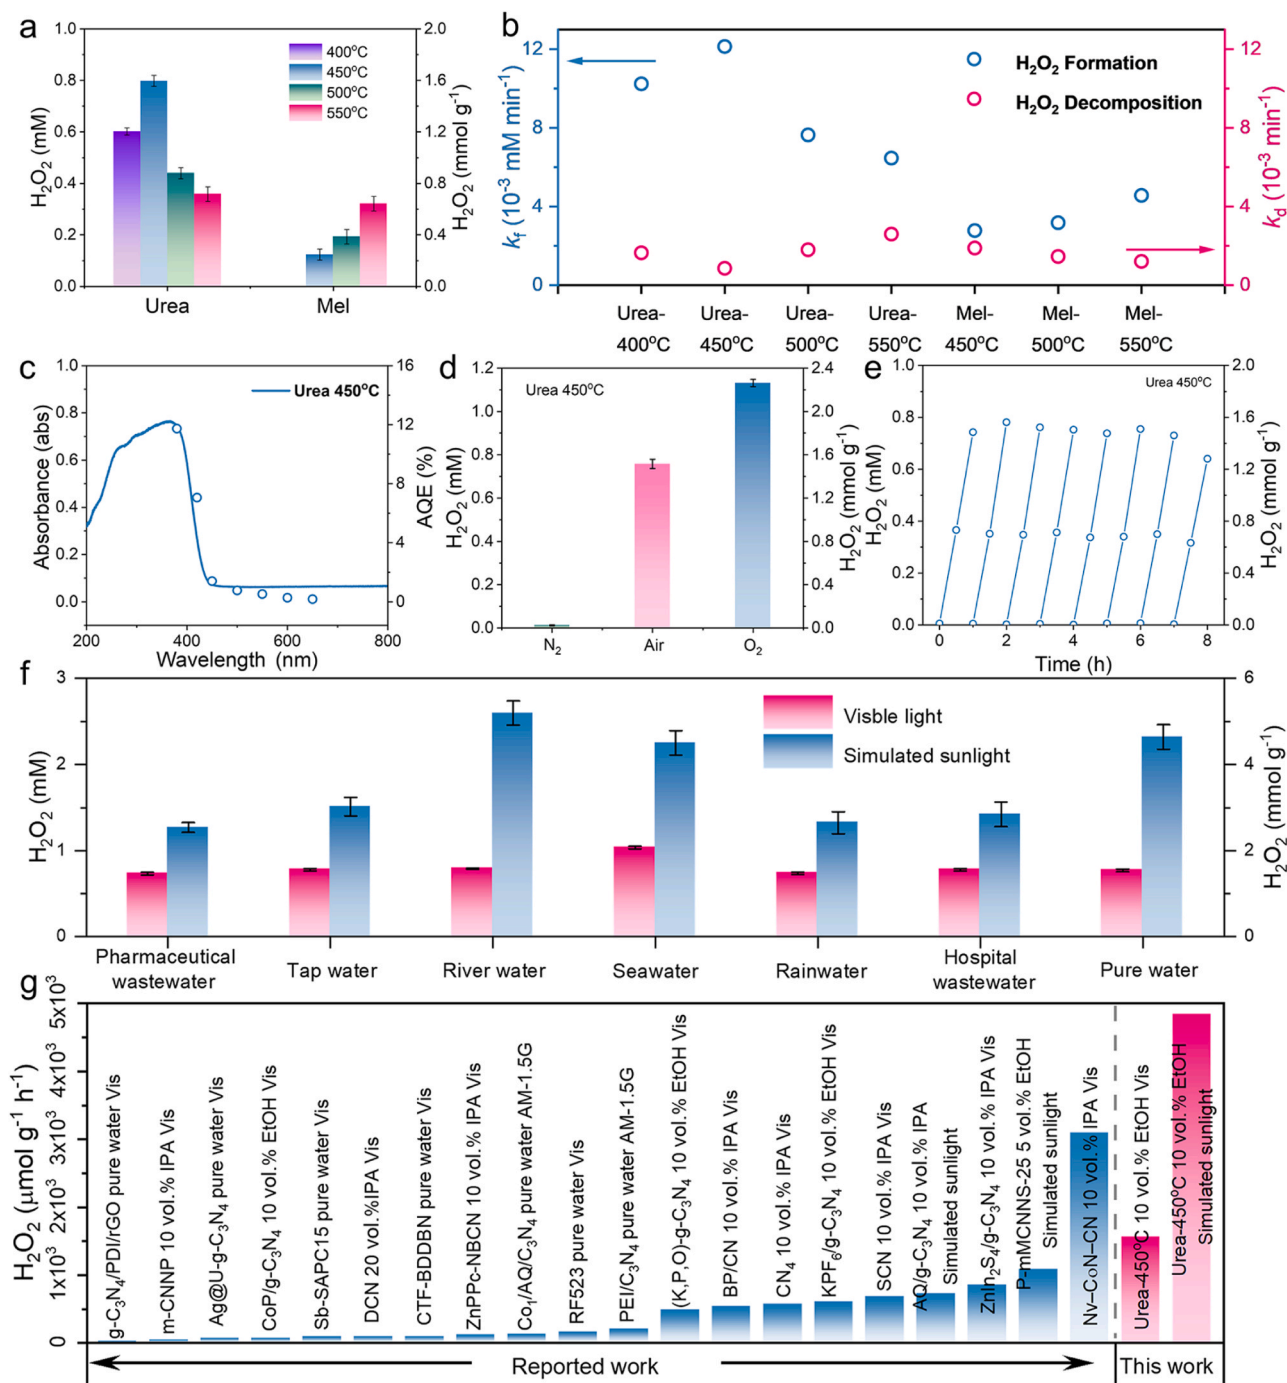 a
H₂O₂ (mM)
1.0
0.8
0.6
0.4
0.2
0.0
400°C
450°C
500°C
550°C
Urea
Mel
2.0
1.6
1.2
0.8
0.4
0.0
H₂O₂ (mmol g⁻¹)
b
kf (10⁻³ mM min⁻¹)
12
8
4
0
H₂O₂ Formation
H₂O₂ Decomposition
12
8
4
0
kd (10⁻³ min⁻¹)
Urea-
400°C
Urea-
450°C
Urea-
500°C
Urea-
550°C
Mel-
450°C
Mel-
500°C
Mel-
550°C
c
Absorbance (abs)
1.0
0.8
0.6
0.4
0.2
0.0
Urea 450°C
16
12
8
4
0
AQE (%)
200
400
600
800
Wavelength (nm)
d
H₂O₂ (mM)
1.2
1.0
0.8
0.6
0.4
0.2
0.0
Urea 450°C
2.4
2.0
1.6
1.2
0.8
0.4
0.0
H₂O₂ (mmol g⁻¹)
N₂
Air
O₂
e
H₂O₂ (mM)
1.0
0.8
0.6
0.4
0.2
0.0
Urea 450°C
2.0
1.6
1.2
0.8
0.4
0.0
H₂O₂ (mmol g⁻¹)
0
2
4
6
8
Time (h)
f
H₂O₂ (mM)
3
2
1
0
Visble light
Simulated sunlight
6
4
2
0
H₂O₂ (mmol g⁻¹)
Pharmaceutical
wastewater
Tap water
River water
Seawater
Rainwater
Hospital
wastewater
Pure water
g
H₂O₂ (μmol g⁻¹ h⁻¹)
5x10³
4x10³
3x10³
2x10³
1x10³
0
g-C₃N₄/PDI/rGO pure water Vis
m-CNNP 10 vol.% IPA Vis
Ag@U-g-C₃N₄ pure water Vis
CoP/g-C₃N₄ 10 vol.% EtOH Vis
Sb-SAPC15 pure water Vis
DCN 20 vol.%IPA Vis
CTF-BDDBN pure water Vis
ZnPPc-NBCN 10 vol.% IPA Vis
Co₁/AQ/C₃N₄ pure water AM-1.5G
RF523 pure water Vis
PEI/C₃N₄ pure water AM-1.5G
(K,P,O)-g-C₃N₄ 10 vol.% EtOH Vis
BP/CN 10 vol.% IPA Vis
CN₄ 10 vol.% IPA Vis
KPF₆/g-C₃N₄ 10 vol.% EtOH Vis
SCN 10 vol.% IPA Vis
AQ/g-C₃N₄ 10 vol.% IPA
Simulated sunlight
ZnIn₂S₄/g-C₃N₄ 10 vol.% IPA Vis
P-mMCNNS-25 5 vol.% EtOH
Simulated sunlight
Nv–CoN–CN 10 vol.% IPA Vis
Urea-450°C 10 vol.% EtOH Vis
Urea-450°C 10 vol.% EtOH
Simulated sunlight
Reported work
This work